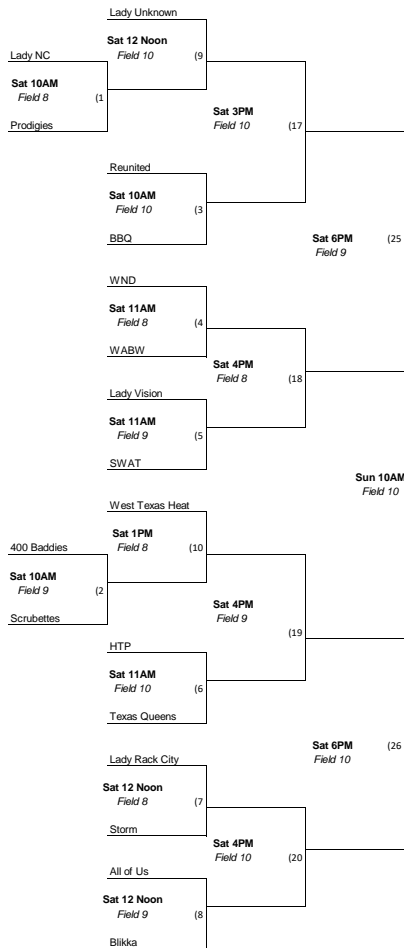 Lady Unknown
Sat 12 Noon
Field 10 (9
Lady NC
Sat 10AM
Field 8 (1
Prodigies
Sat 3PM
Field 10 (17
Reunited
Sat 10AM
Field 10 (3
BBQ
Sat 6PM (25
Field 9
WND
Sat 11AM
Field 8 (4
WABW
Sat 4PM
Field 8 (18
Lady Vision
Sat 11AM
Field 9 (5
SWAT
Sun 10AM
Field 10
West Texas Heat
Sat 1PM
Field 8 (10
400 Baddies
Sat 10AM
Field 9 (2
Scrubettes
Sat 4PM
Field 9
(19
HTP
Sat 11AM
Field 10 (6
Texas Queens
Sat 6PM (26
Field 10
Lady Rack City
Sat 12 Noon
Field 8 (7
Storm
Sat 4PM
Field 10 (20
All of Us
Sat 12 Noon
Field 9 (8
Blikka